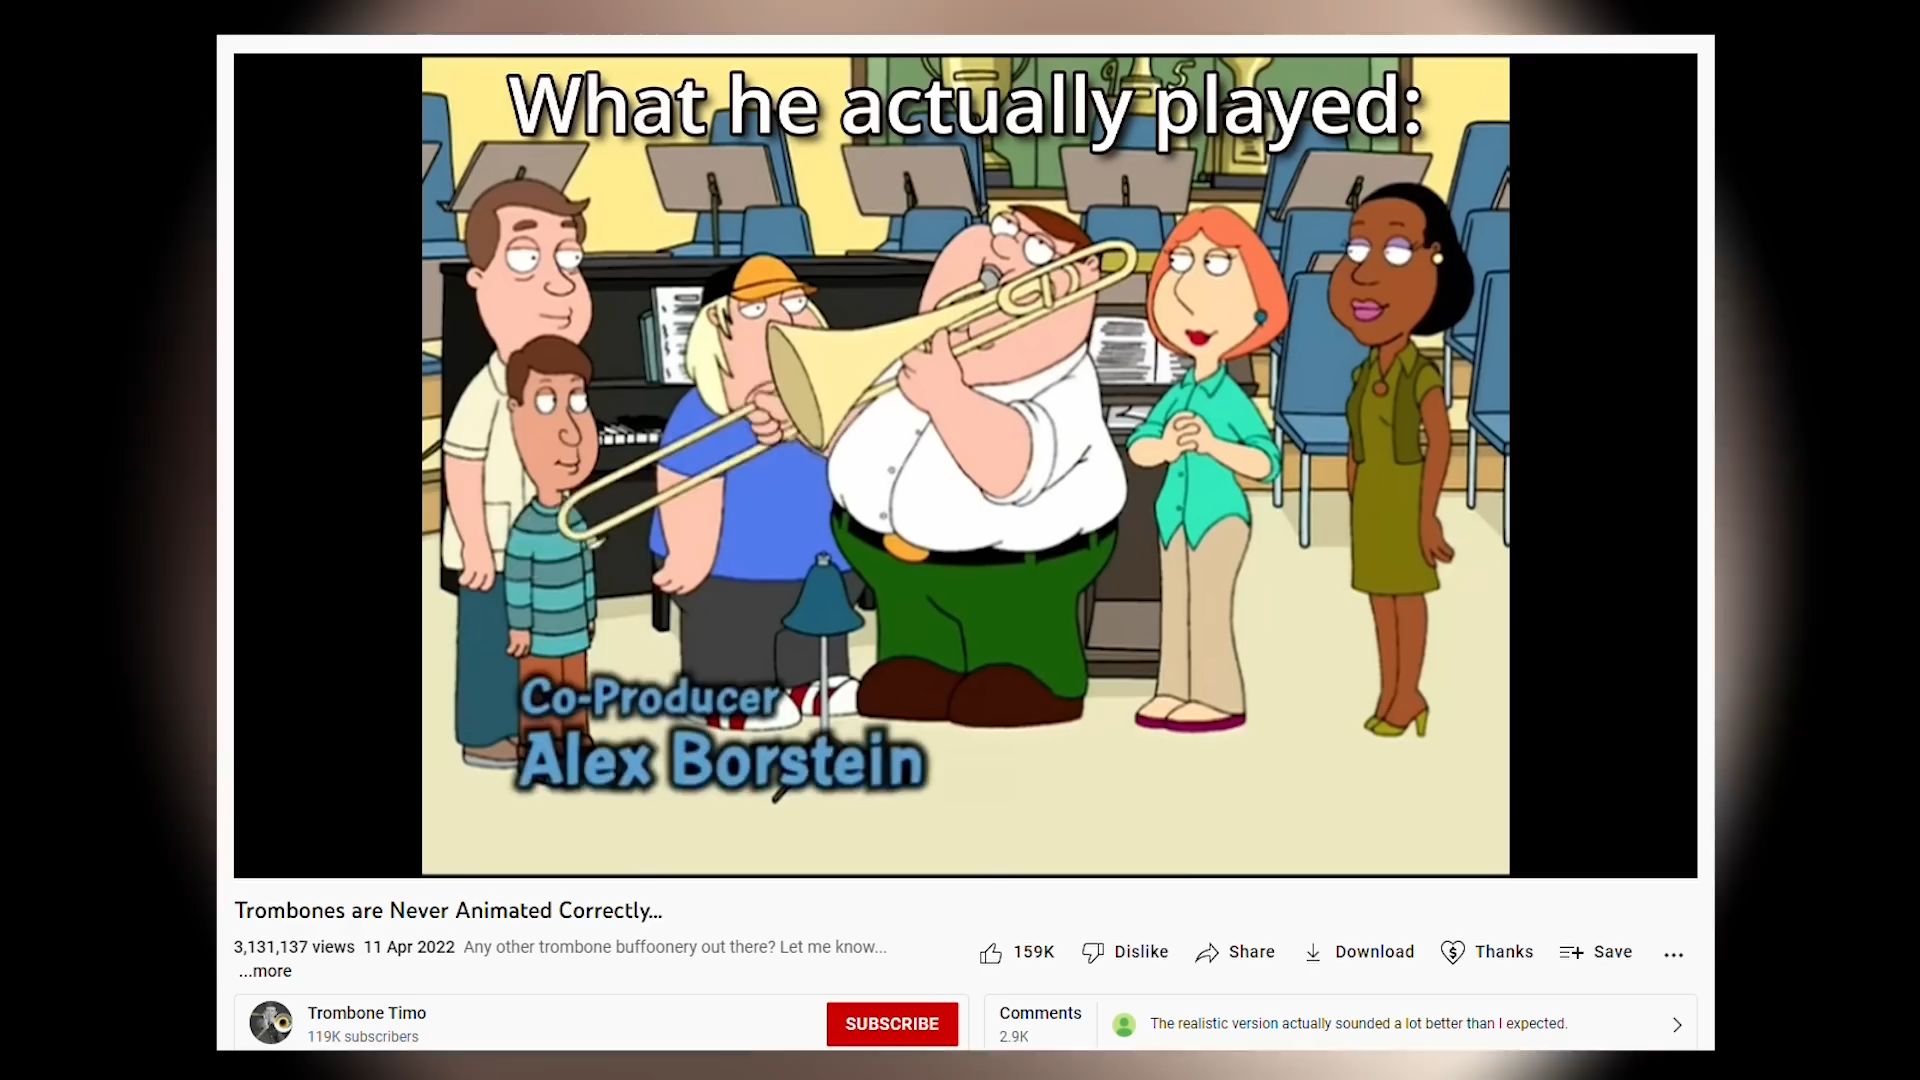 What he actually played:
95
Co-Producer
Alex Borstein
Trombones are Never Animated Correctly...
3,131,137 views 11 Apr 2022 Any other trombone buffoonery out there? Let me know...
...more
159K Dislike Share Download Thanks Save ...
Trombone Timo
119K subscribers
SUBSCRIBE
Comments
2.9K
The realistic version actually sounded a lot better than I expected.